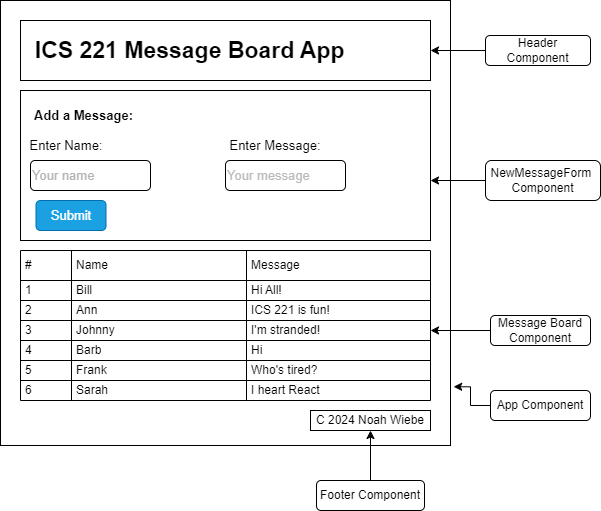 ICS 221 Message Board App
Header
Component
Add a Message:
Enter Name: Enter Message:
Your name Your message
Submit
NewMessageForm
Component
# Name Message
1 Bill Hi All!
2 Ann ICS 221 is fun!
3 Johnny I'm stranded!
4 Barb Hi
5 Frank Who's tired?
6 Sarah I heart React
Message Board
Component
App Component
C 2024 Noah Wiebe
Footer Component